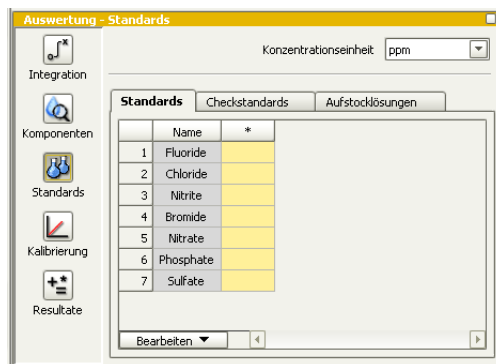 Auswertung - Standards
Konzentrationseinheit ppm
Integration
Komponenten
Standards
Kalibrierung
Resultate
Standards Checkstandards Aufstocklösungen
Name *
1 Fluoride
2 Chloride
3 Nitrite
4 Bromide
5 Nitrate
6 Phosphate
7 Sulfate
Bearbeiten